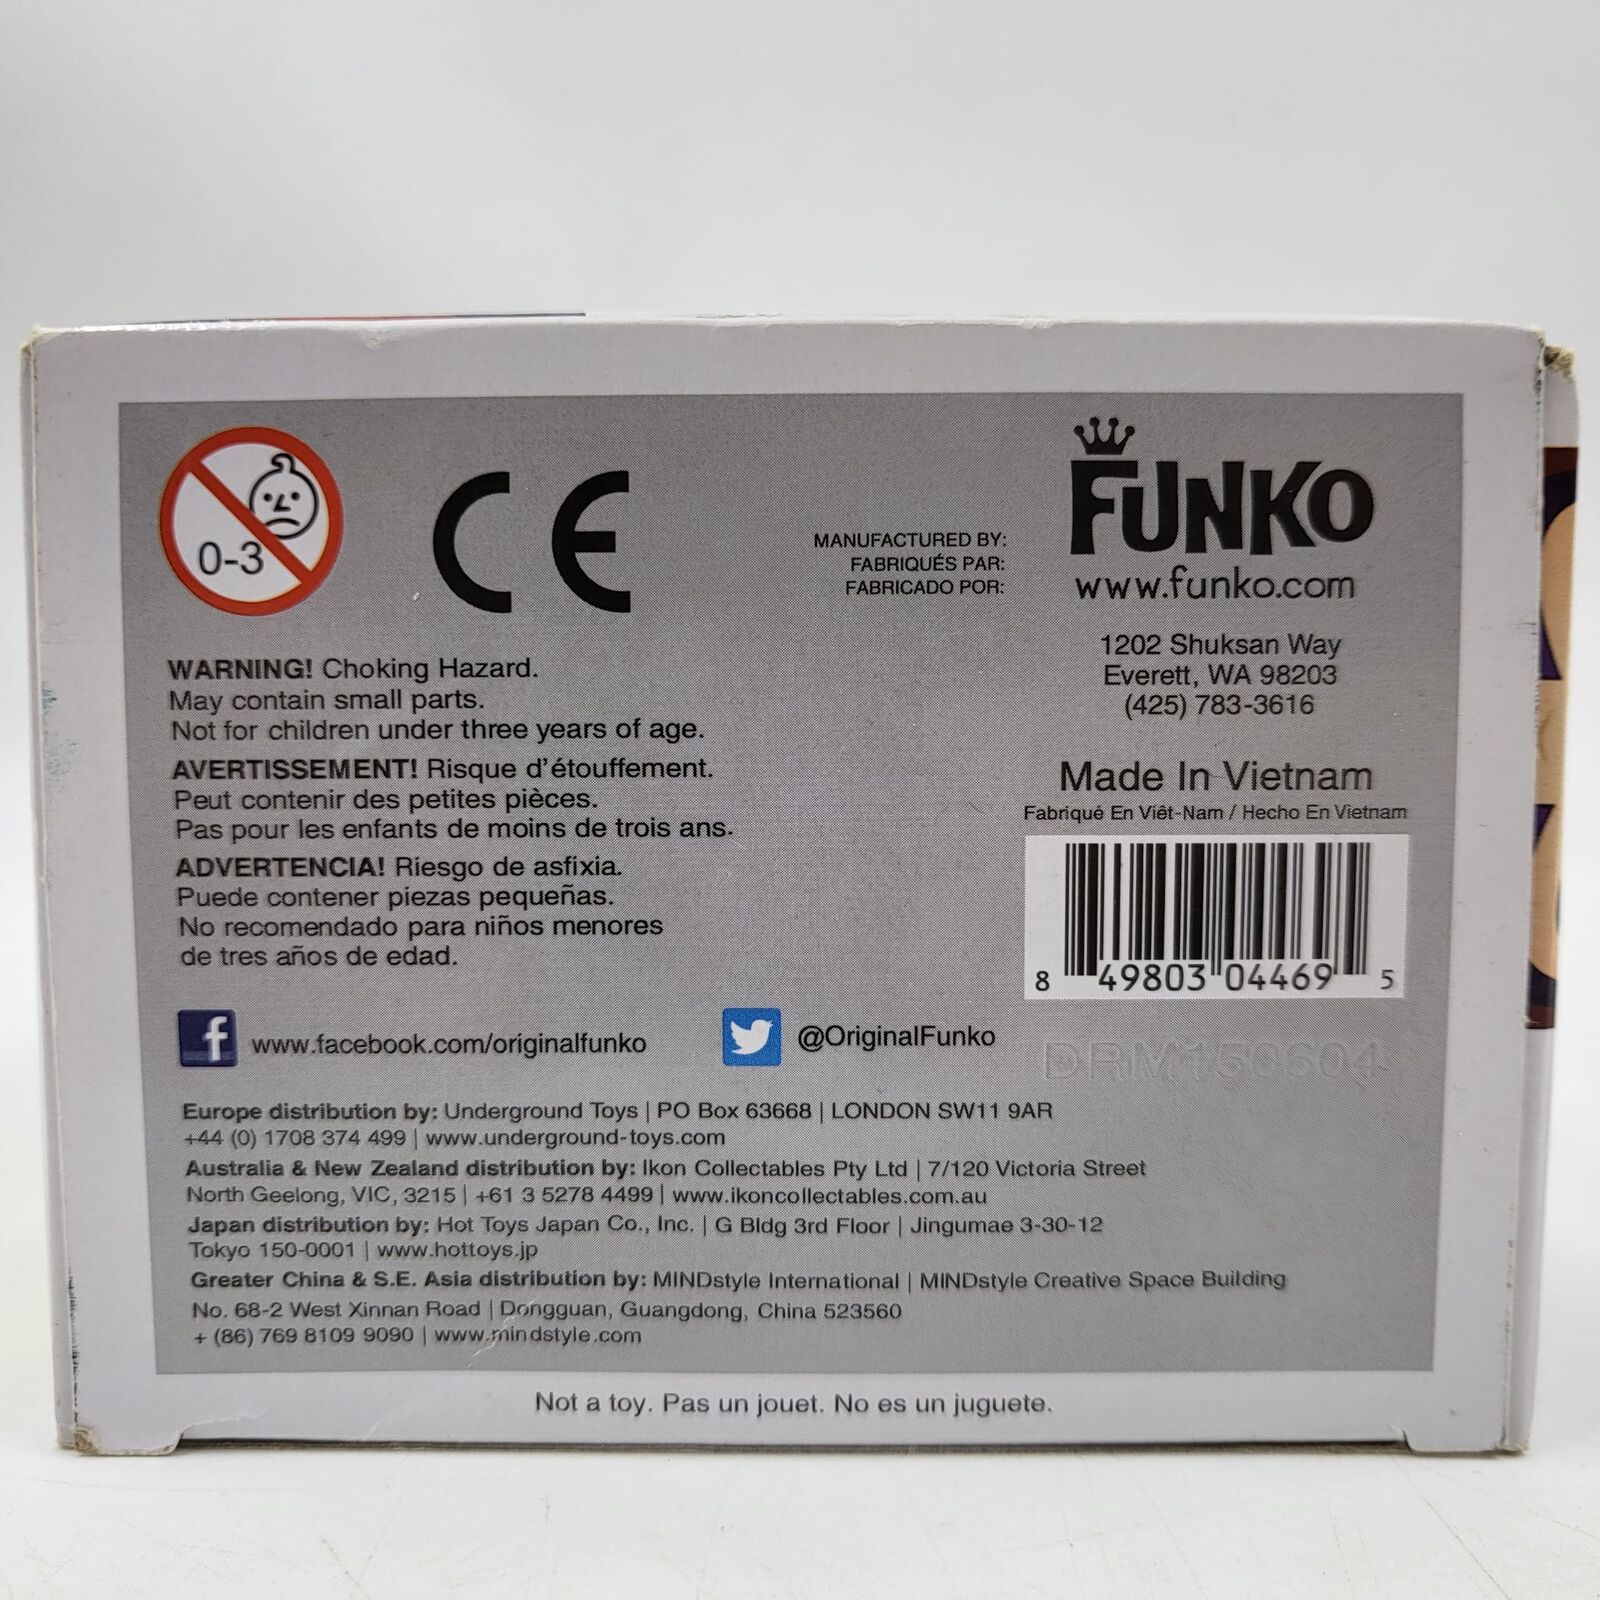 0-3
CE
MANUFACTURED BY:
FABRIQUÉS PAR:
FABRICADO POR:
FUNKO
www.funko.com
1202 Shuksan Way
Everett, WA 98203
(425) 783-3616
WARNING! Choking Hazard.
May contain small parts.
Not for children under three years of age.
AVERTISSEMENT! Risque d'étouffement.
Peut contenir des petites pièces.
Pas pour les enfants de moins de trois ans.
ADVERTENCIA! Riesgo de asfixia.
Puede contener piezas pequeñas.
No recomendado para niños menores
de tres años de edad.
Made In Vietnam
Fabriqué En Viêt-Nam / Hecho En Vietnam
8 49803 04469 5
f www.facebook.com/originalfunko
@OriginalFunko
DRM150604
Europe distribution by: Underground Toys | PO Box 63668 | LONDON SW11 9AR
+44 (0) 1708 374 499 | www.underground-toys.com
Australia & New Zealand distribution by: Ikon Collectables Pty Ltd | 7/120 Victoria Street
North Geelong, VIC, 3215 | +61 3 5278 4499 | www.ikoncollectables.com.au
Japan distribution by: Hot Toys Japan Co., Inc. | G Bldg 3rd Floor | Jingumae 3-30-12
Tokyo 150-0001 | www.hottoys.jp
Greater China & S.E. Asia distribution by: MINDstyle International | MINDstyle Creative Space Building
No. 68-2 West Xinnan Road | Dongguan, Guangdong, China 523560
+ (86) 769 8109 9090 | www.mindstyle.com
Not a toy. Pas un jouet. No es un juguete.